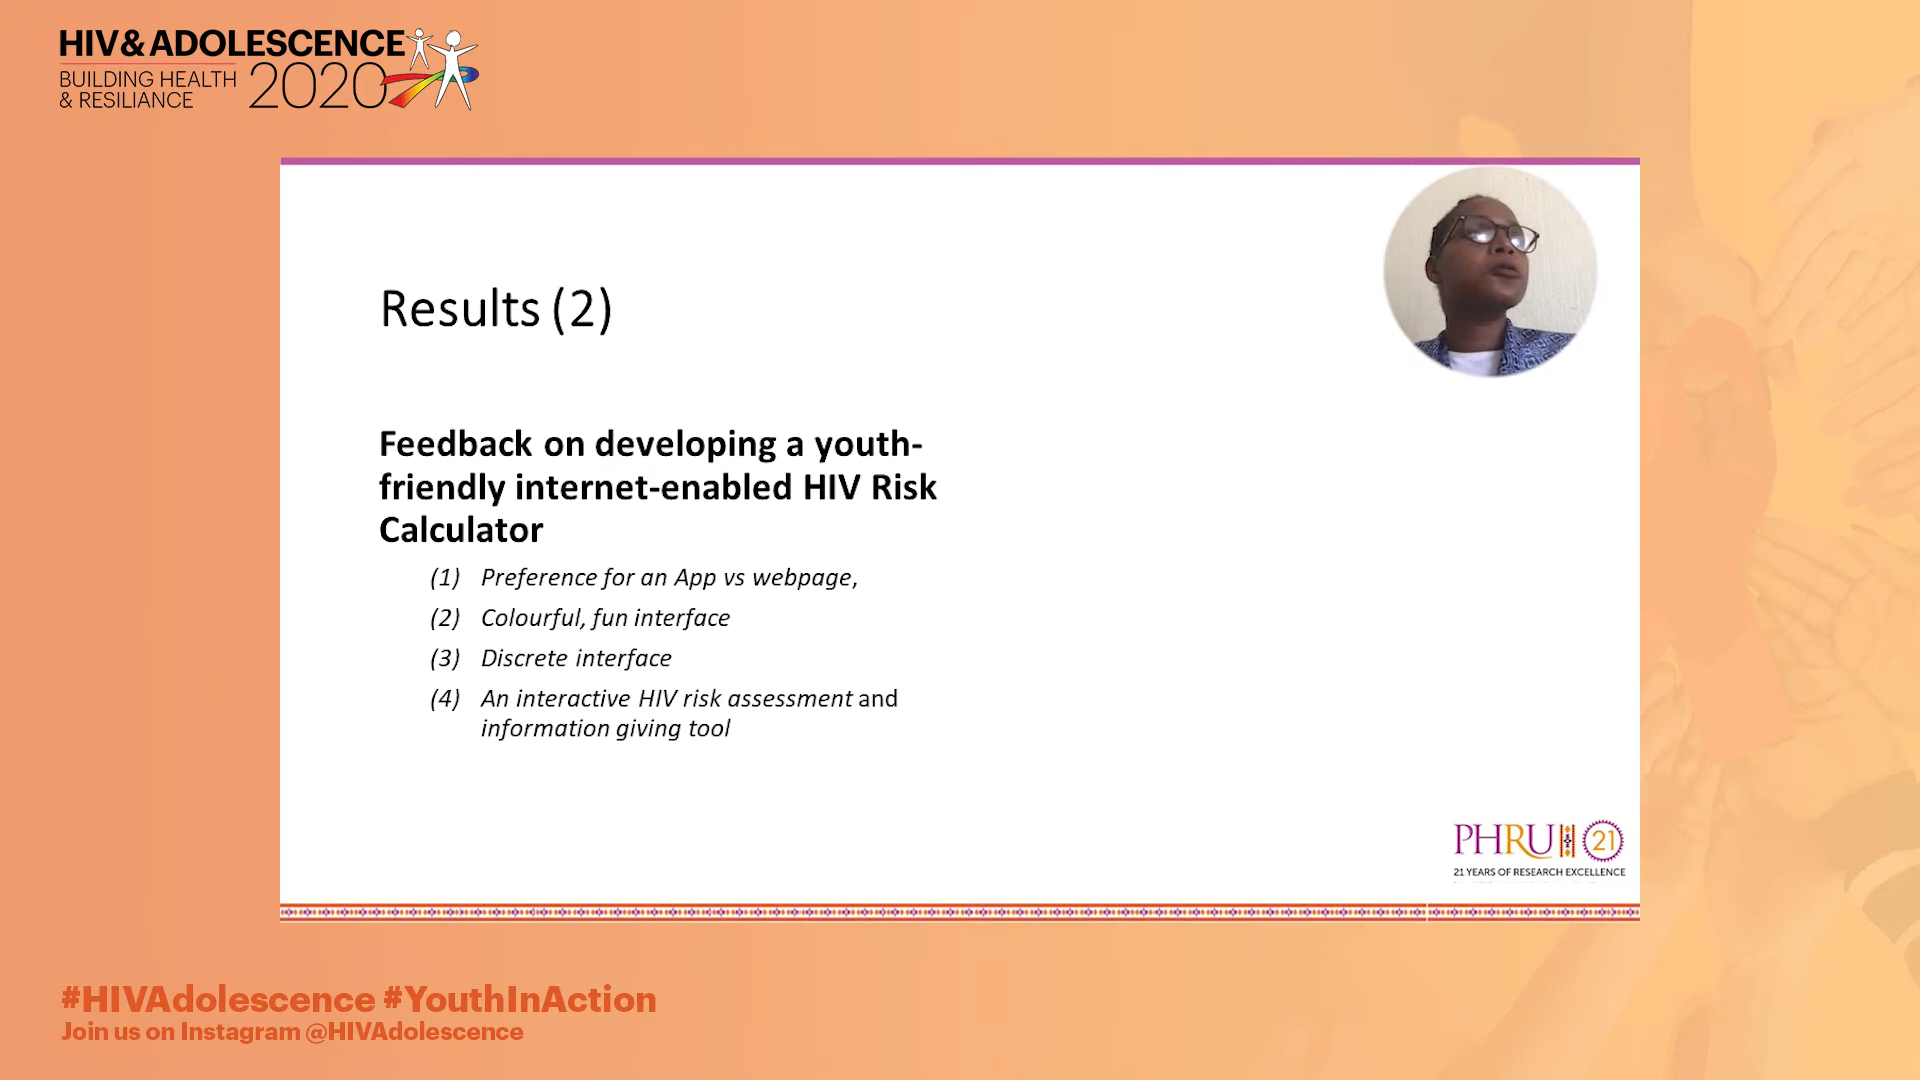 HIV & ADOLESCENCE
BUILDING HEALTH
& RESILIANCE
2020
Results (2)
Feedback on developing a youth-
friendly internet-enabled HIV Risk
Calculator
(1) Preference for an App vs webpage,
(2) Colourful, fun interface
(3) Discrete interface
(4) An interactive HIV risk assessment and
information giving tool
PHRU 21
21 YEARS OF RESEARCH EXCELLENCE
#HIVAdolescence #YouthInAction
Join us on Instagram @HIVAdolescence